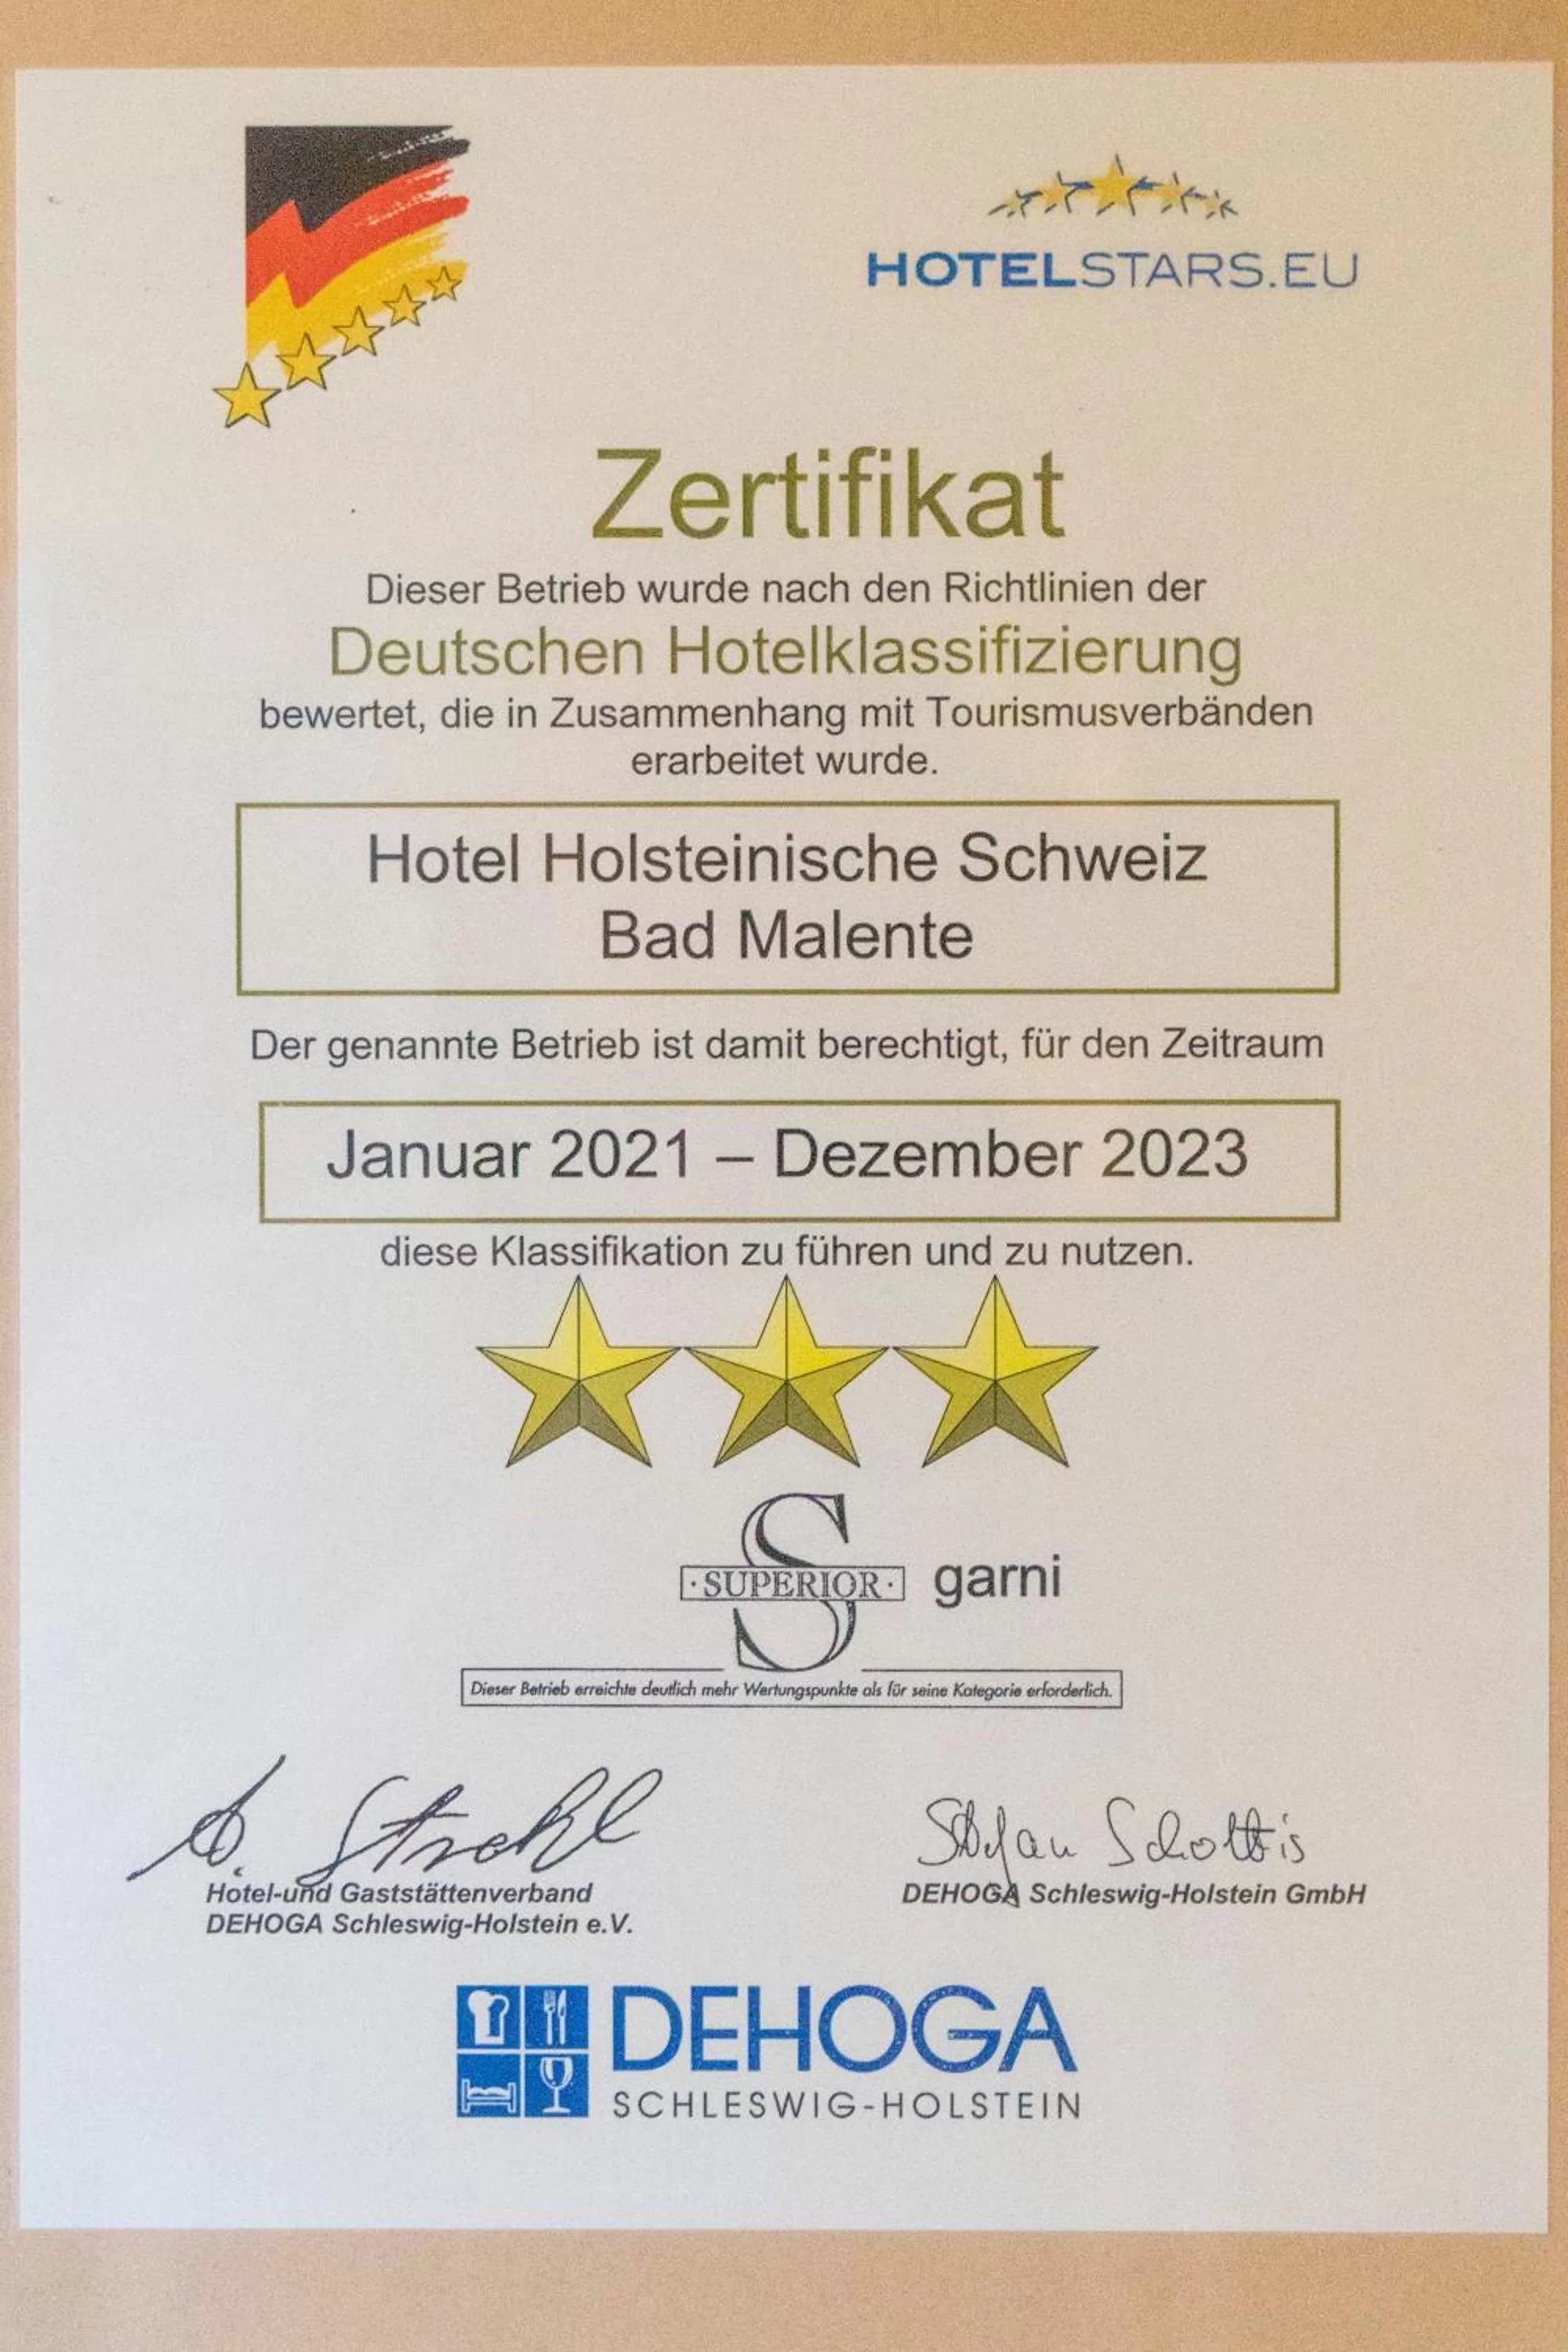 HOTELSTARS.EU
Zertifikat
Dieser Betrieb wurde nach den Richtlinien der
Deutschen Hotelklassifizierung
bewertet, die in Zusammenhang mit Tourismusverbänden
erarbeitet wurde.
Hotel Holsteinische Schweiz
Bad Malente
Der genannte Betrieb ist damit berechtigt, für den Zeitraum
Januar 2021 – Dezember 2023
diese Klassifikation zu führen und zu nutzen.
S
·SUPERIOR· garni
Dieser Betrieb erreichte deutlich mehr Wertungspunkte als für seine Kategorie erforderlich.
Stefan Scholtis
Hotel-und Gaststättenverband
DEHOGA Schleswig-Holstein e.V.
DEHOGA Schleswig-Holstein GmbH
DEHOGA
SCHLESWIG-HOLSTEIN